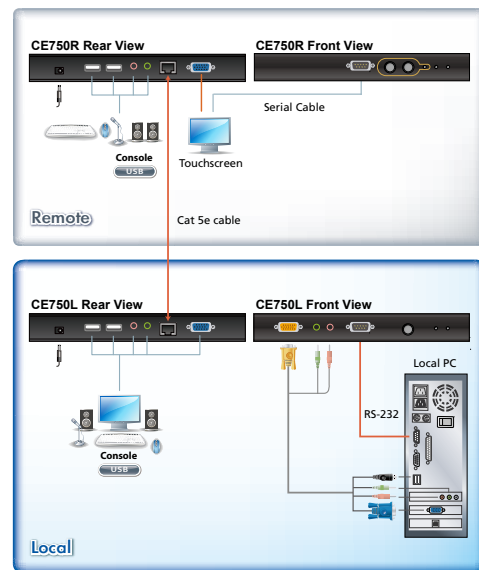 CE750R Rear View
CE750R Front View
Serial Cable
Console
USB
Touchscreen
Remote
Cat 5e cable
CE750L Rear View
CE750L Front View
Local PC
RS-232
Console
USB
Local